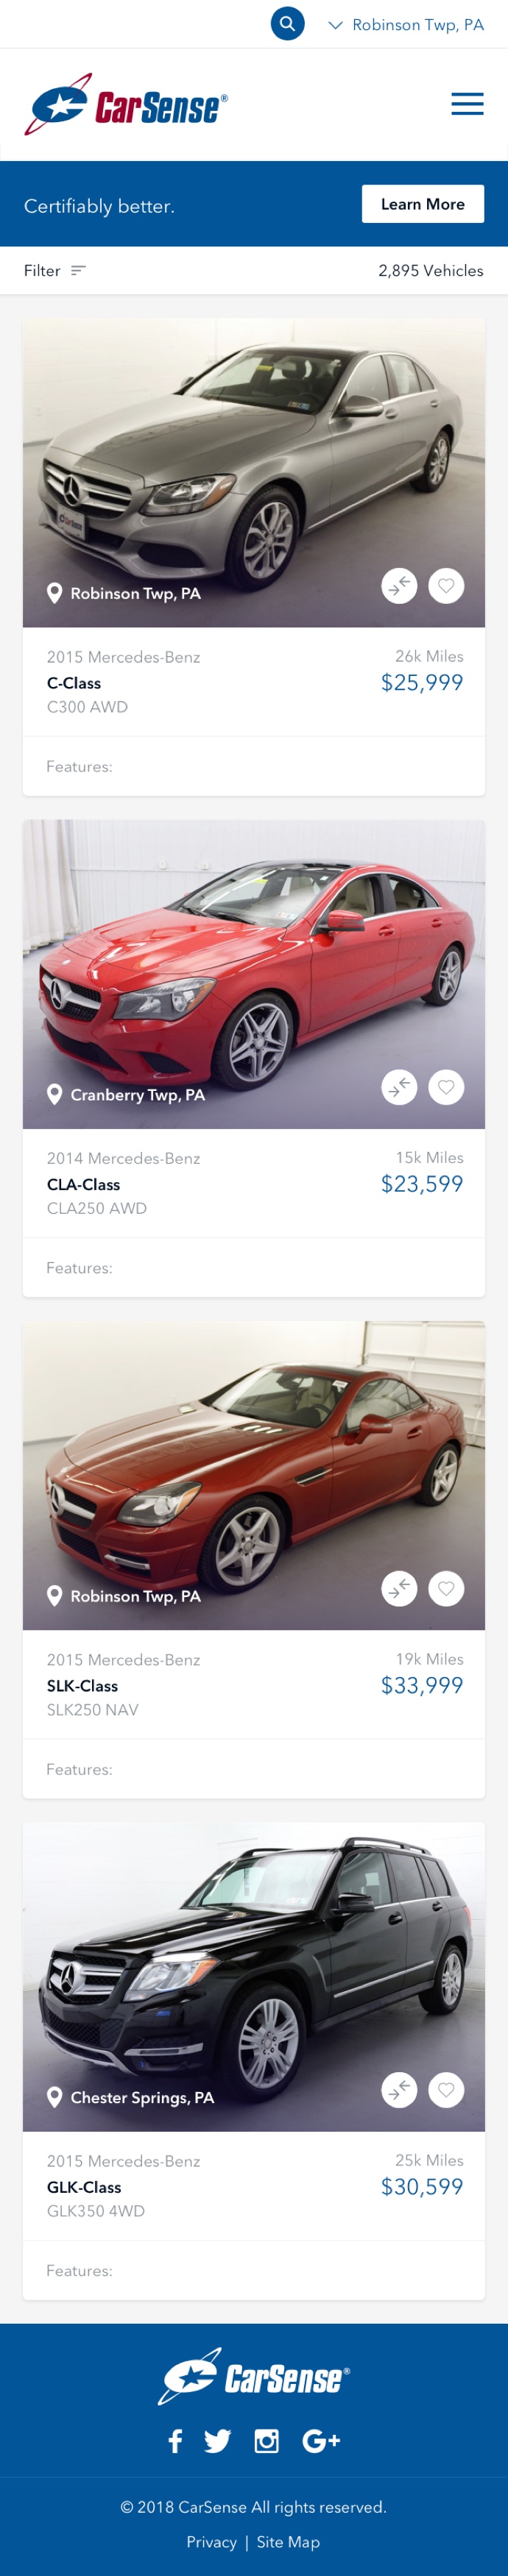 Robinson Twp, PA
CarSense®
Certifiably better.
Learn More
Filter
2,895 Vehicles
Robinson Twp, PA
2015 Mercedes-Benz
26k Miles
C-Class
$25,999
C300 AWD
Features:
Cranberry Twp, PA
2014 Mercedes-Benz
15k Miles
CLA-Class
$23,599
CLA250 AWD
Features:
Robinson Twp, PA
2015 Mercedes-Benz
19k Miles
SLK-Class
$33,999
SLK250 NAV
Features:
Chester Springs, PA
2015 Mercedes-Benz
25k Miles
GLK-Class
$30,599
GLK350 4WD
Features:
CarSense®
© 2018 CarSense All rights reserved.
Privacy | Site Map